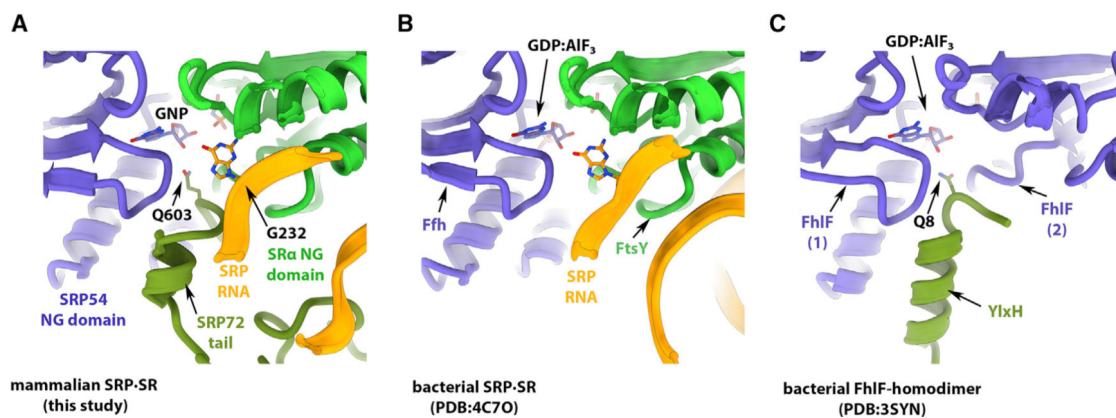 A
GNP
Q603
G232
SRα NG
domain
SRP
RNA
SRP54
NG domain
SRP72
tail
mammalian SRP·SR
(this study)
B
GDP:AlF₃
Ffh
FtsY
SRP
RNA
bacterial SRP·SR
(PDB:4C7O)
C
GDP:AlF₃
FhlF
(1)
Q8
FhlF
(2)
YlxH
bacterial FhlF-homodimer
(PDB:3SYN)